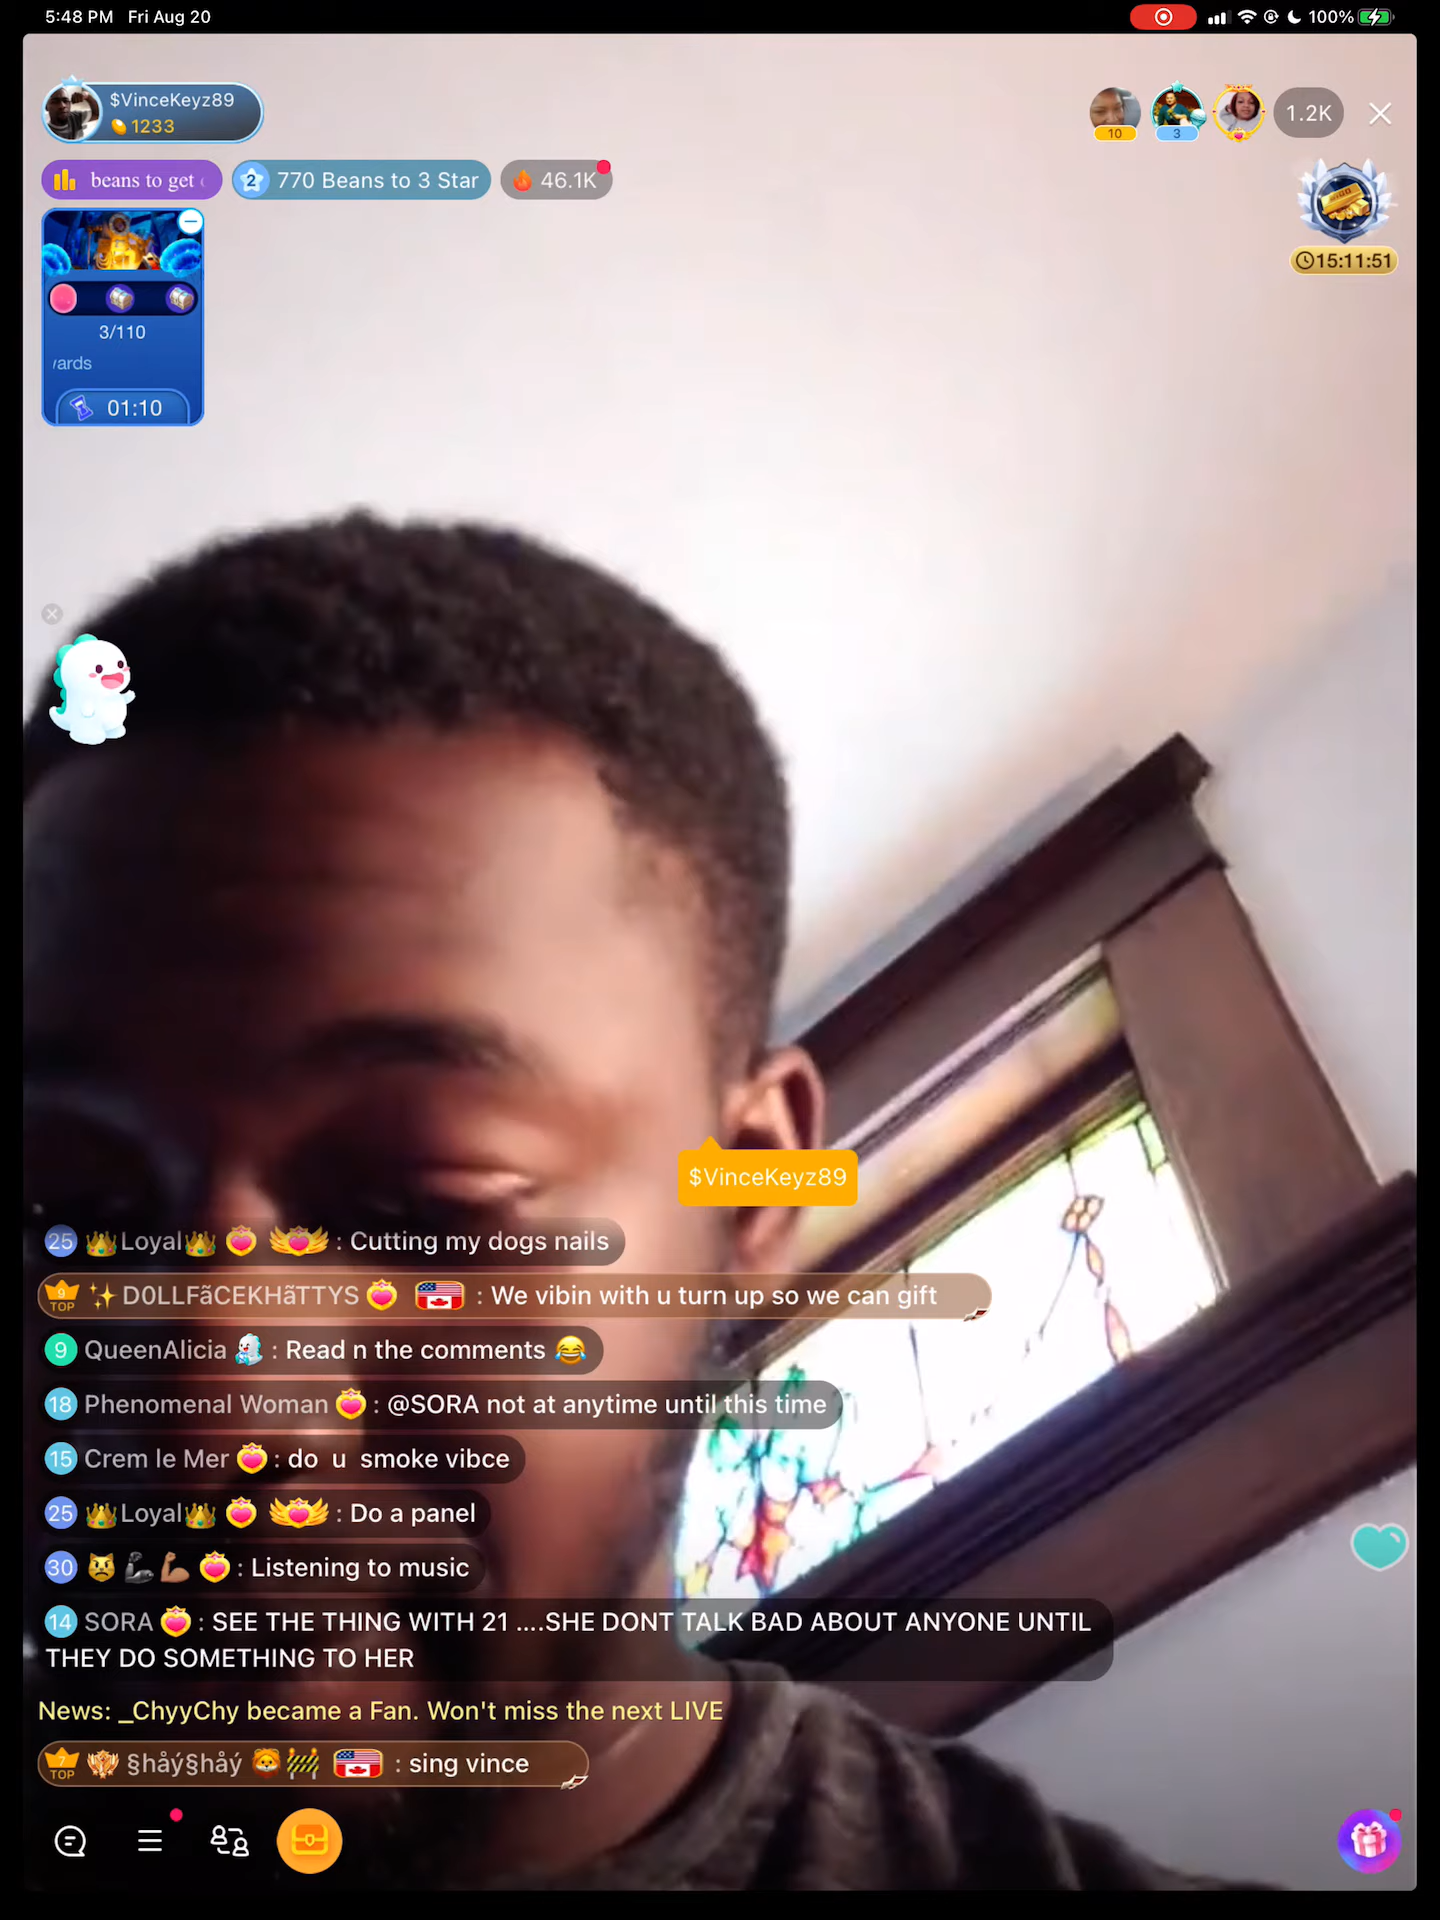 5:48 PM Fri Aug 20
100%
$VinceKeyz89
1233
10
3
1.2K
beans to get
2 770 Beans to 3 Star
46.1K
15:11:51
3/110
ards
01:10
$VinceKeyz89
25 👑Loyal👑 : Cutting my dogs nails
9 TOP ✨ D0LLFãCEKHãTTYS : We vibin with u turn up so we can gift
9 QueenAlicia : Read n the comments 😂
18 Phenomenal Woman : @SORA not at anytime until this time
15 Crem le Mer : do u smoke vibce
25 👑Loyal👑 : Do a panel
30 😾🦾💪🏽 : Listening to music
14 SORA : SEE THE THING WITH 21 ....SHE DONT TALK BAD ABOUT ANYONE UNTIL
THEY DO SOMETHING TO HER
News: _ChyyChy became a Fan. Won't miss the next LIVE
7 TOP §håý§håý 🦁🚧 : sing vince